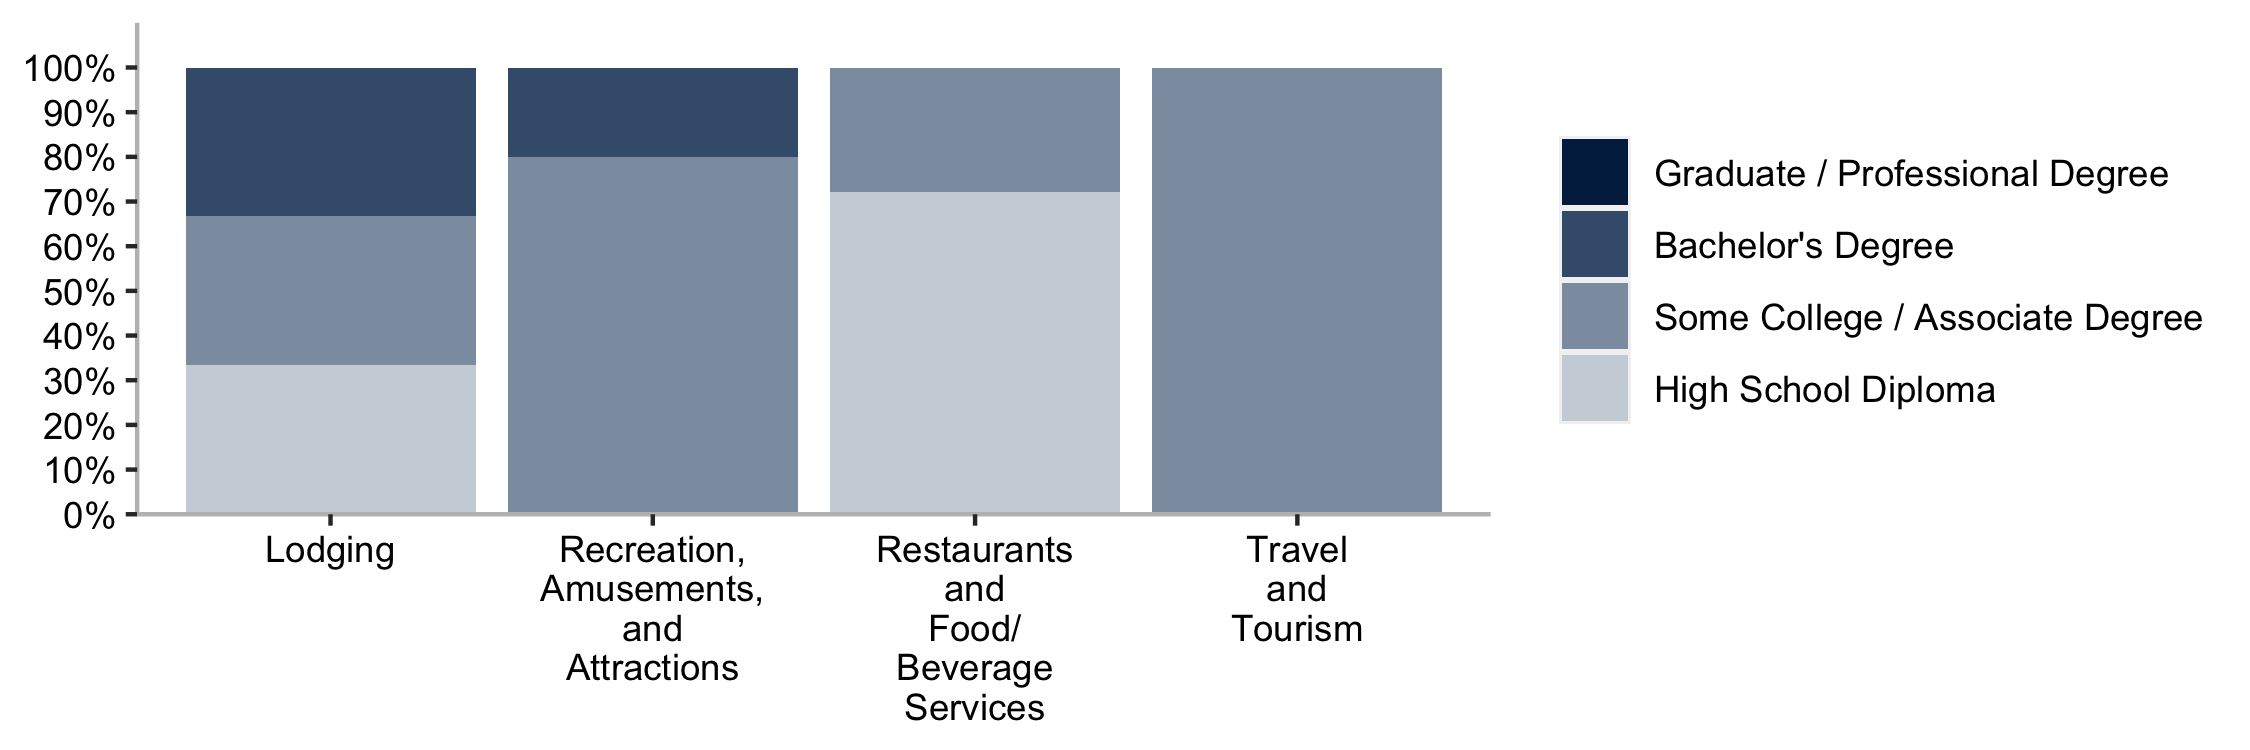 100%
90%
80%
70%
60%
50%
40%
30%
20%
10%
0%
Lodging
Recreation,
Amusements,
and
Attractions
Restaurants
and
Food/
Beverage
Services
Travel
and
Tourism
Graduate / Professional Degree
Bachelor's Degree
Some College / Associate Degree
High School Diploma